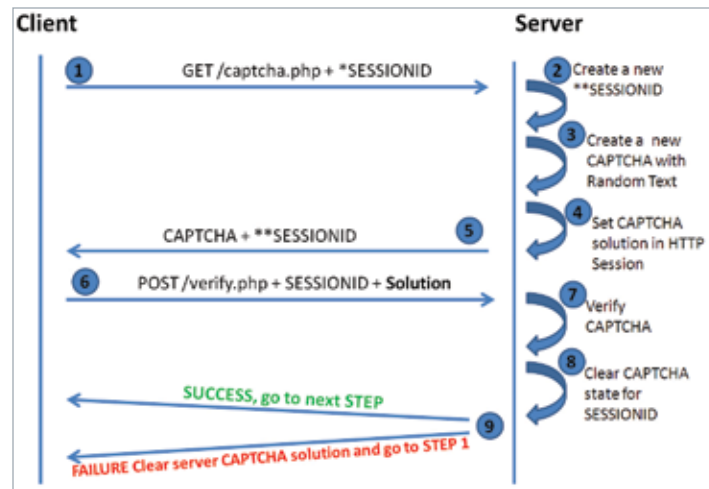 Client
Server
1
GET /captcha.php + *SESSIONID
2
Create a new
**SESSIONID
3
Create a new
CAPTCHA with
Random Text
4
Set CAPTCHA
solution in HTTP
Session
5
CAPTCHA + **SESSIONID
6
POST /verify.php + SESSIONID + Solution
7
Verify
CAPTCHA
8
Clear CAPTCHA
state for
SESSIONID
9
SUCCESS, go to next STEP
FAILURE Clear server CAPTCHA solution and go to STEP 1